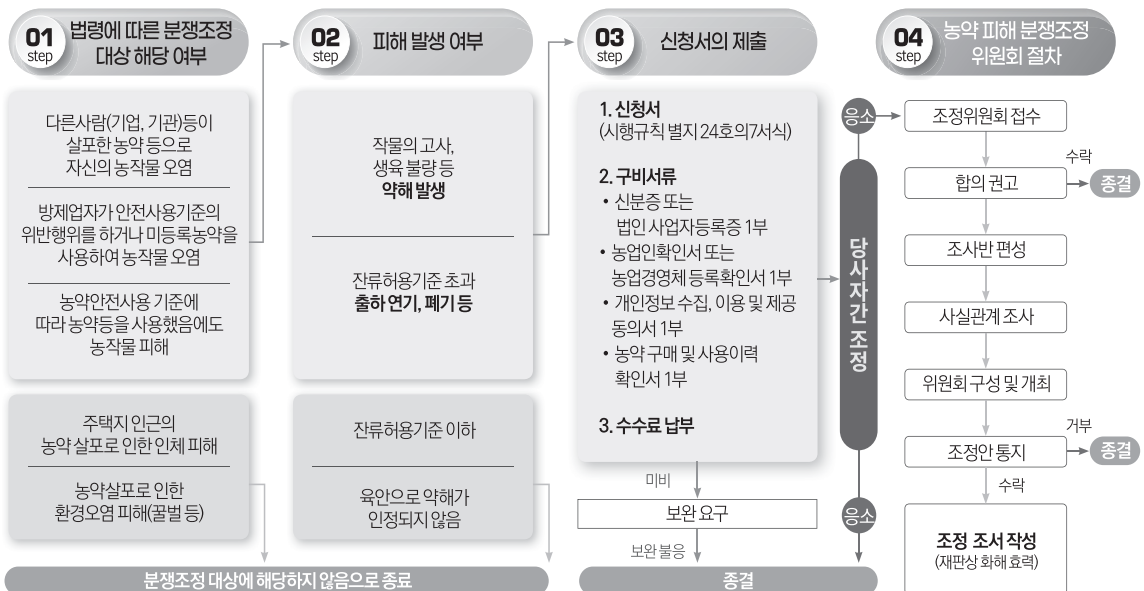 01
step
법령에 따른 분쟁조정
대상 해당 여부
다른사람(기업, 기관)등이
살포한 농약 등으로
자신의 농작물 오염
방제업자가 안전사용기준의
위반행위를 하거나 미등록농약을
사용하여 농작물 오염
농약안전사용 기준에
따라 농약등을 사용했음에도
농작물 피해
주택지 인근의
농약 살포로 인한 인체 피해
농약살포로 인한
환경오염 피해(꿀벌 등)
02
step
피해 발생 여부
작물의 고사,
생육 불량 등
약해 발생
잔류허용기준 초과
출하 연기, 폐기 등
잔류허용기준 이하
육안으로 약해가
인정되지 않음
분쟁조정 대상에 해당하지 않음으로 종료
03
step
신청서의 제출
1. 신청서
(시행규칙 별지 24호의7서식)
2. 구비서류
• 신분증 또는
법인 사업자등록증 1부
• 농업인확인서 또는
농업경영체 등록확인서 1부
• 개인정보 수집, 이용 및 제공
동의서 1부
• 농약 구매 및 사용이력
확인서 1부
3. 수수료 납부
미비
보완 요구
보완 불응
종결
응소
당사자간 조정
응소
04
step
농약 피해 분쟁조정
위원회 절차
조정위원회 접수
합의 권고
수락
종결
조사반 편성
사실관계 조사
위원회 구성 및 개최
조정안 통지
거부
종결
수락
조정 조서 작성
(재판상 화해 효력)